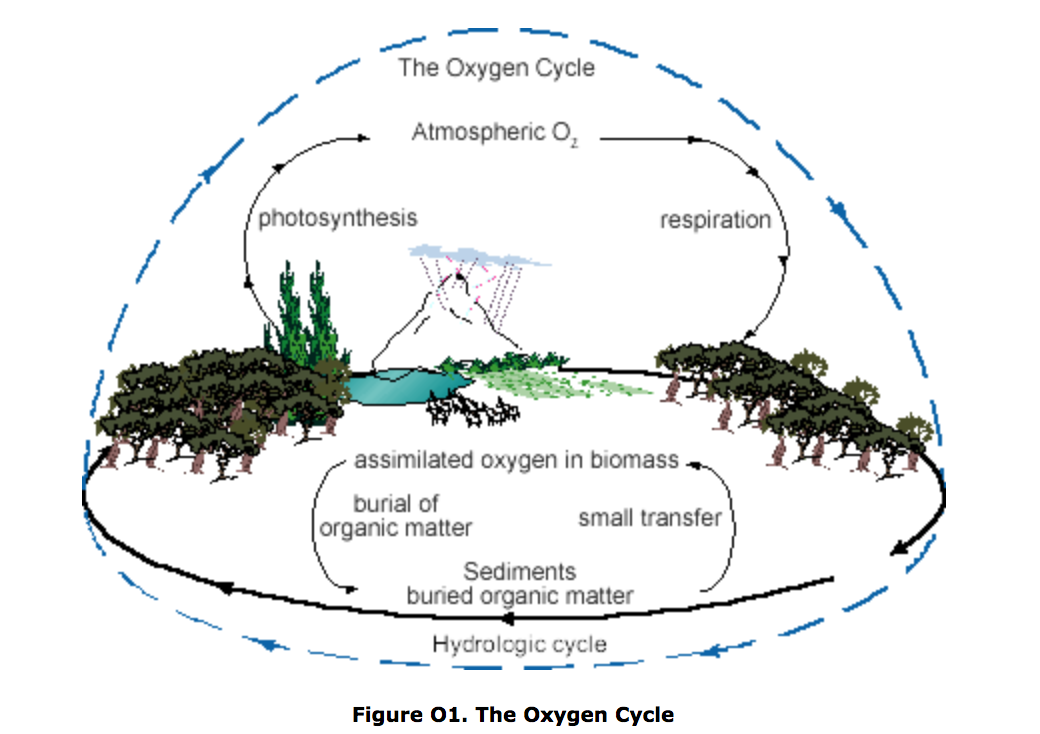 The Oxygen Cycle
Atmospheric O₂
photosynthesis
respiration
assimilated oxygen in biomass
burial of
organic matter
small transfer
Sediments
buried organic matter
Hydrologic cycle
Figure O1. The Oxygen Cycle